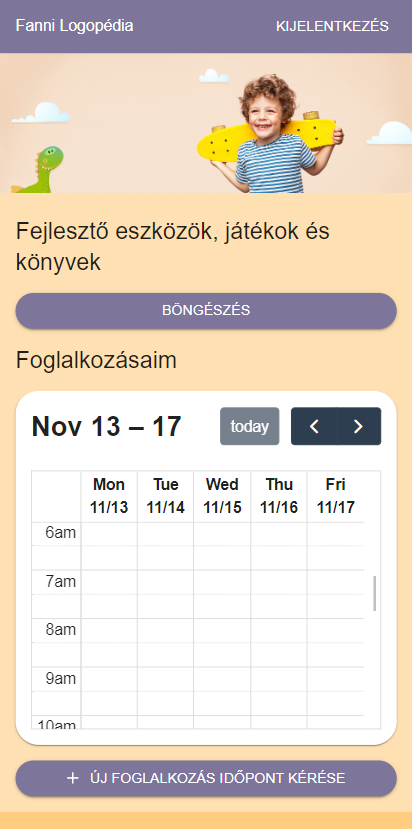 Fanni Logopédia KIJELENTKEZÉS
Fejlesztő eszközök, játékok és
könyvek
BÖNGÉSZÉS
Foglalkozásaim
Nov 13 – 17 today
Mon Tue Wed Thu Fri
11/13 11/14 11/15 11/16 11/17
6am
7am
8am
9am
10am
+ ÚJ FOGLALKOZÁS IDŐPONT KÉRÉSE